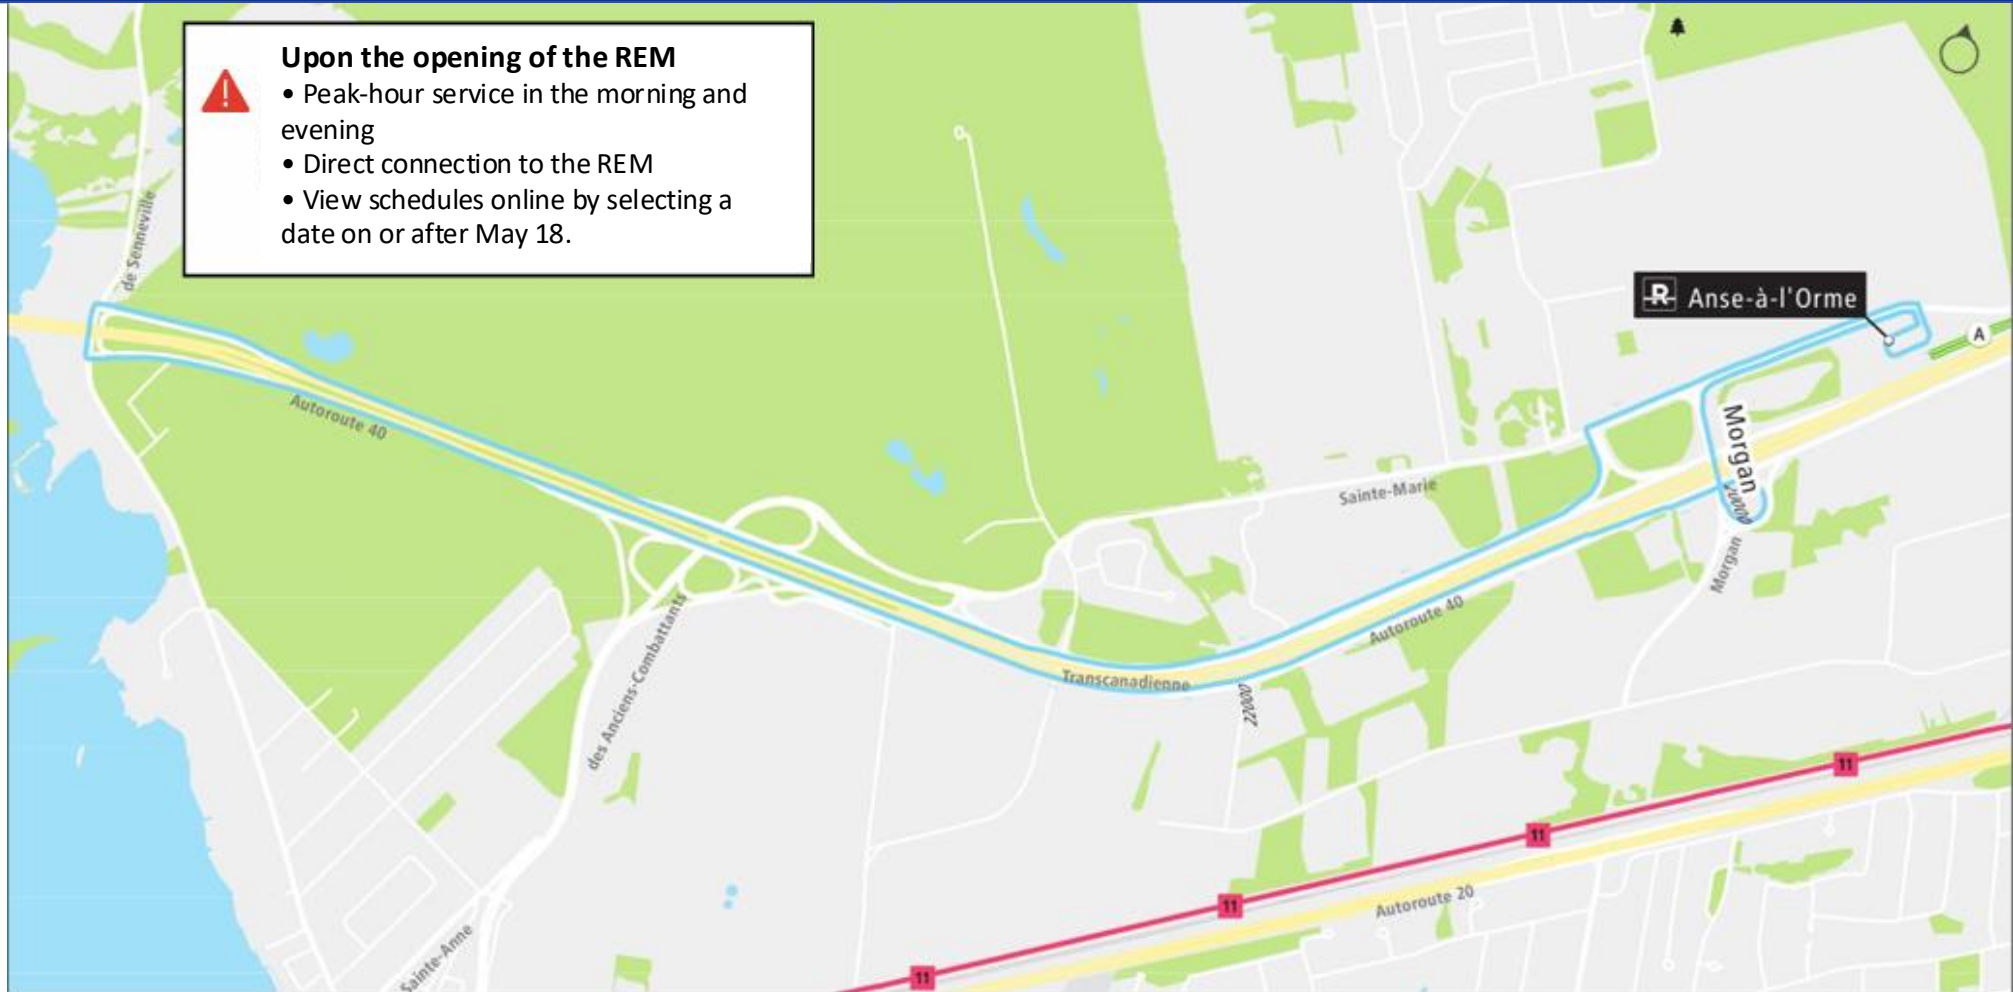 Upon the opening of the REM
• Peak-hour service in the morning and
evening
• Direct connection to the REM
• View schedules online by selecting a
date on or after May 18.
de Senneville
R Anse-à-l'Orme
A
Autoroute 40
Morgan
20000
Sainte-Marie
Morgan
Autoroute 40
Transcanadienne
22000
des Anciens-Combattants
11
11
11
Autoroute 20
11
Sainte-Anne